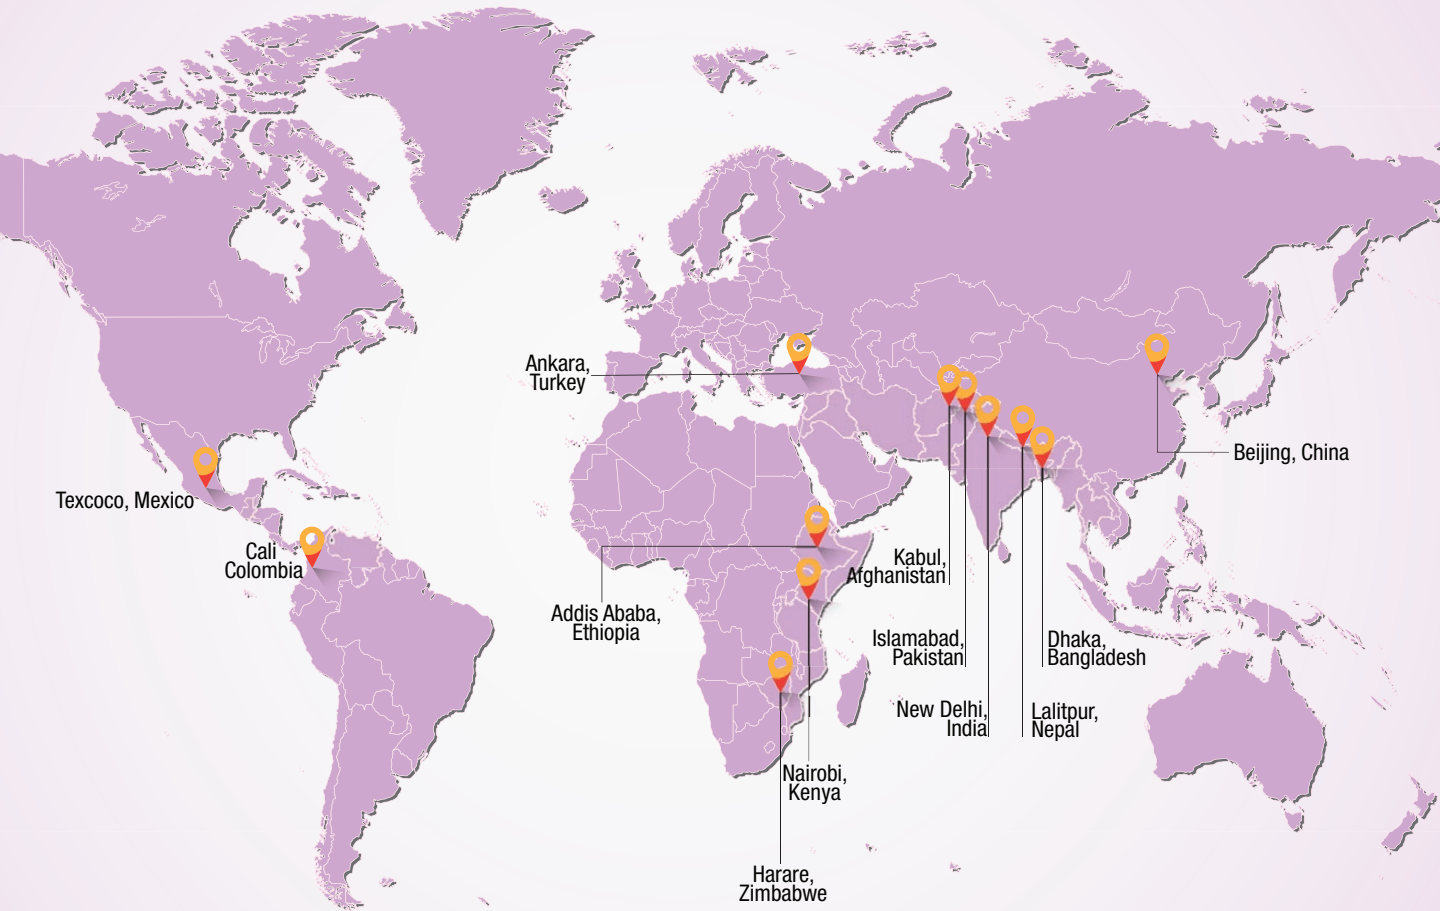 Ankara,
Turkey
Beijing, China
Texcoco, Mexico
Cali
Colombia
Kabul,
Afghanistan
Addis Ababa,
Ethiopia
Islamabad,
Pakistan
Dhaka,
Bangladesh
New Delhi,
India
Lalitpur,
Nepal
Nairobi,
Kenya
Harare,
Zimbabwe